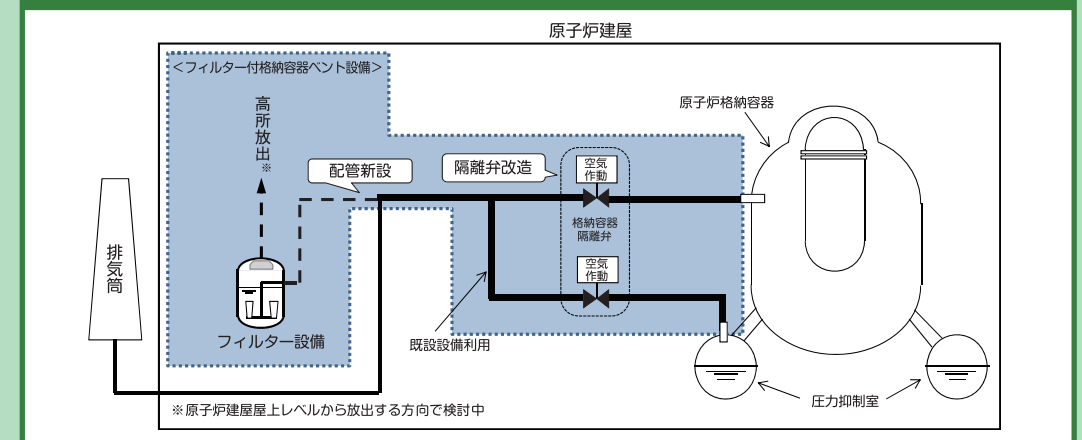 原子炉建屋
<フィルター付格納容器ベント設備>
高所放出※
配管新設
隔離弁改造
空気
作動
原子炉格納容器
格納容器
隔離弁
空気
作動
排気筒
フィルター設備
既設設備利用
圧力抑制室
※原子炉建屋屋上レベルから放出する方向で検討中